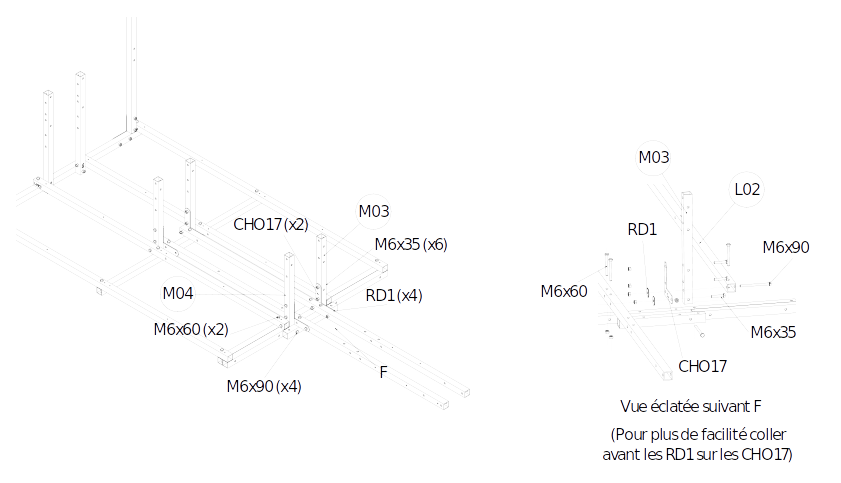 CHO17 (x2)
M03
M6x35 (x6)
M04
RD1 (x4)
M6x60 (x2)
F
M6x90 (x4)
M03
L02
RD1
M6x90
M6x60
M6x35
CHO17
Vue éclatée suivant F
(Pour plus de facilité coller
avant les RD1 sur les CHO17)